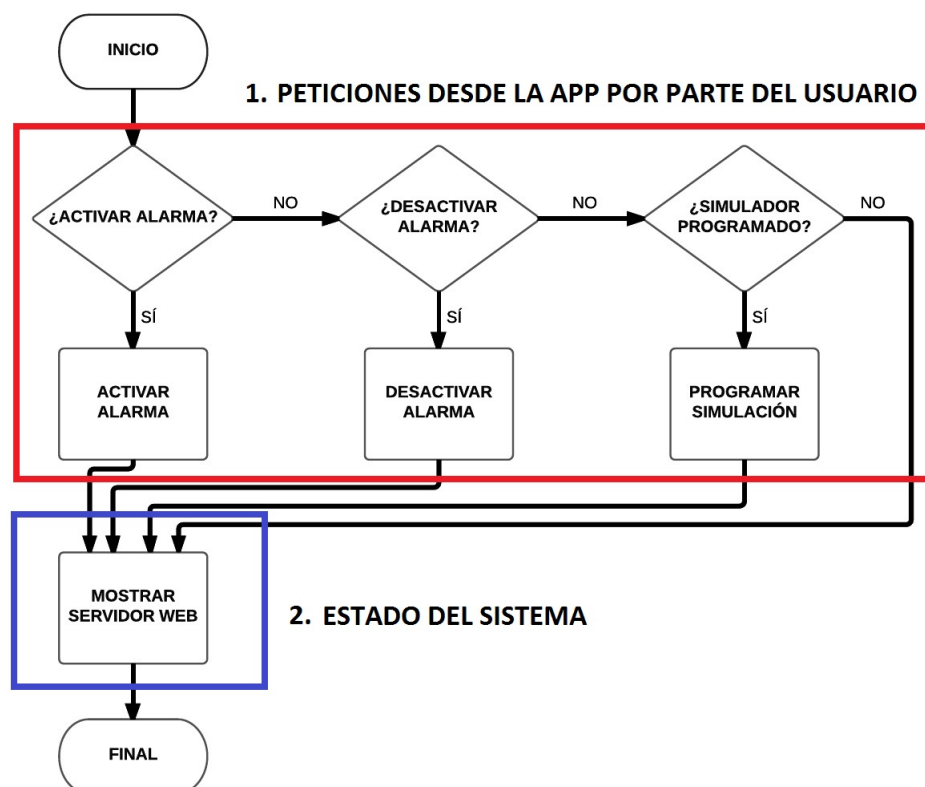 INICIO
1. PETICIONES DESDE LA APP POR PARTE DEL USUARIO
¿ACTIVAR ALARMA?
NO
¿DESACTIVAR
ALARMA?
NO
¿SIMULADOR
PROGRAMADO?
NO
SÍ
SÍ
SÍ
ACTIVAR
ALARMA
DESACTIVAR
ALARMA
PROGRAMAR
SIMULACIÓN
MOSTRAR
SERVIDOR WEB
2. ESTADO DEL SISTEMA
FINAL